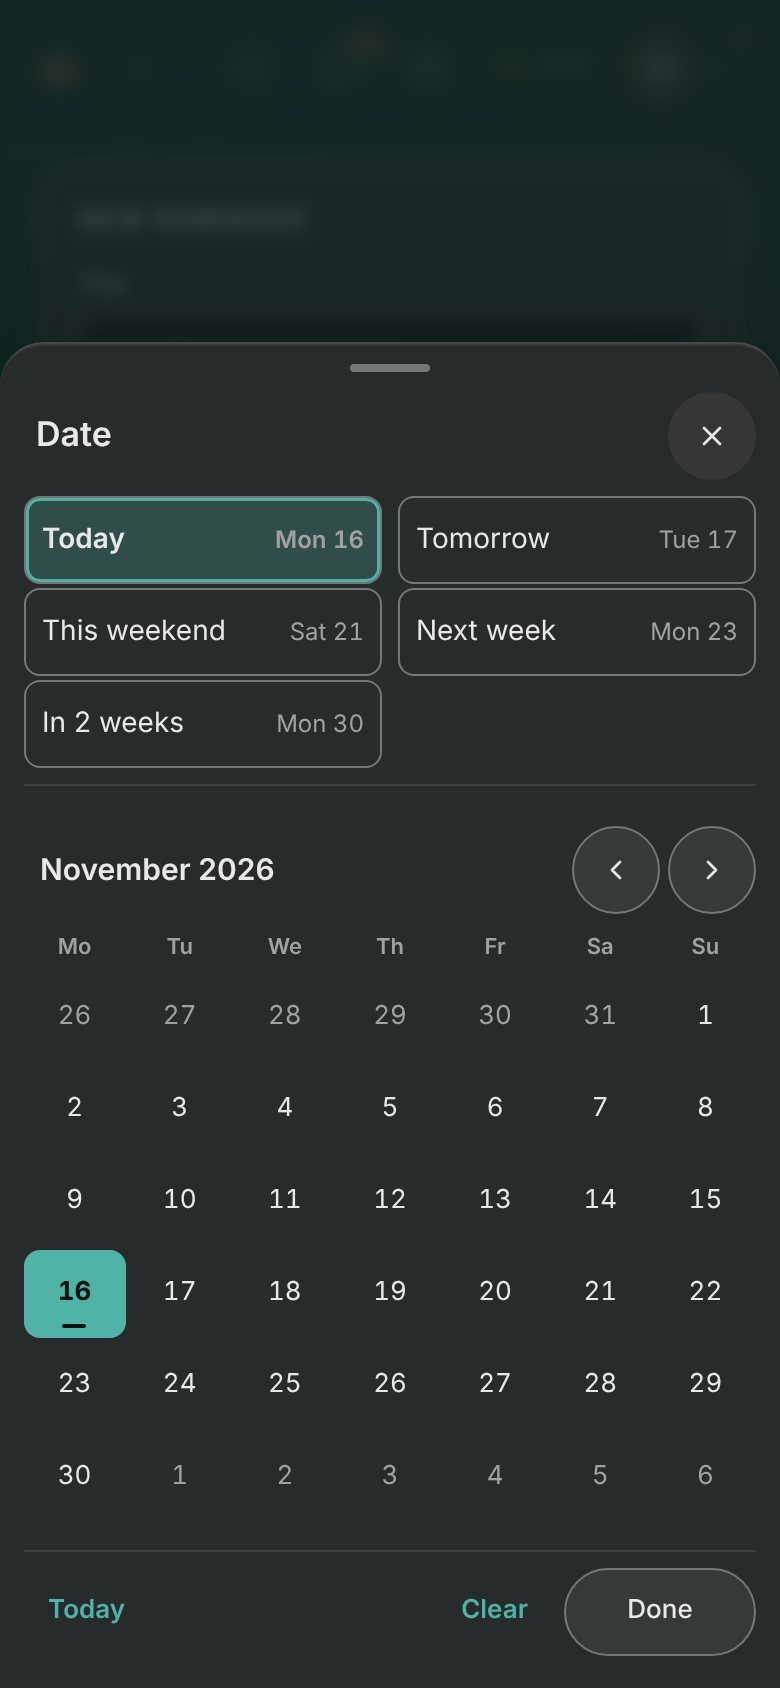 Date
Today Mon 16
Tomorrow Tue 17
This weekend Sat 21
Next week Mon 23
In 2 weeks Mon 30
November 2026
Mo Tu We Th Fr Sa Su
26 27 28 29 30 31 1
2 3 4 5 6 7 8
9 10 11 12 13 14 15
16 17 18 19 20 21 22
23 24 25 26 27 28 29
30 1 2 3 4 5 6
Today Clear Done